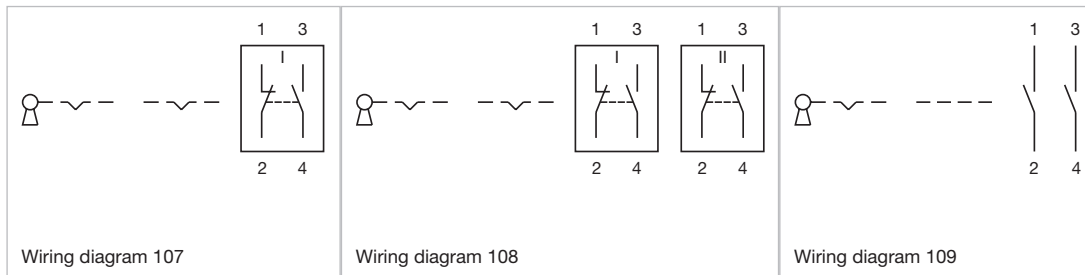 1 3
I
2 4
Wiring diagram 107
1 3 1 3
I II
2 4 2 4
Wiring diagram 108
1 3
2 4
Wiring diagram 109